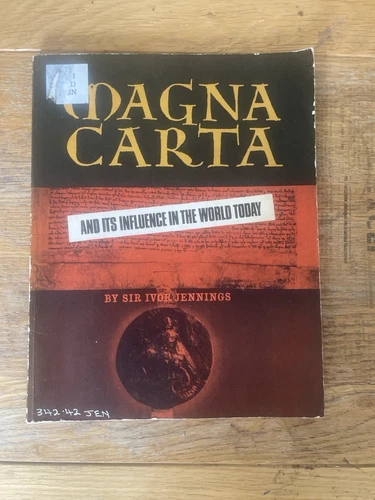 MAGNA
CARTA
AND ITS INFLUENCE IN THE WORLD TODAY
BY SIR IVOR JENNINGS
342.42 JEN